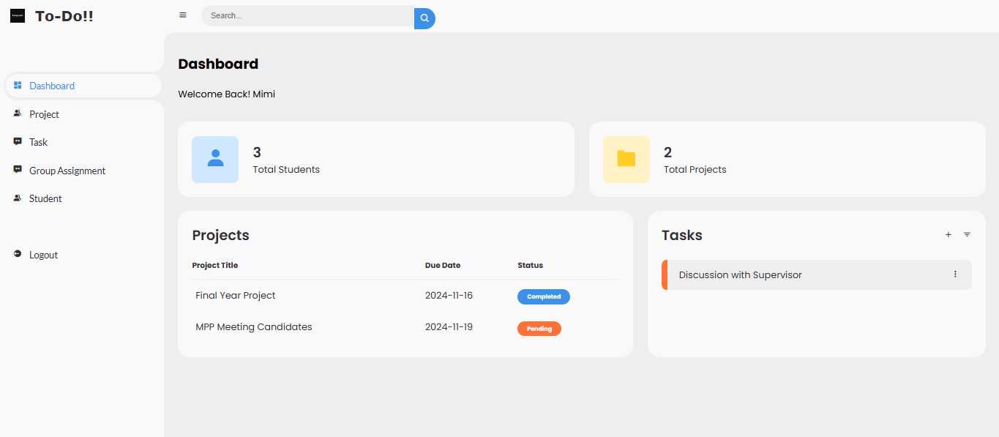 To-Do!!
Search...
Dashboard
Project
Task
Group Assignment
Student
Logout
Dashboard
Welcome Back! Mimi
3
Total Students
2
Total Projects
Projects
Project Title Due Date Status
Final Year Project 2024-11-16 Completed
MPP Meeting Candidates 2024-11-19 Pending
Tasks
Discussion with Supervisor